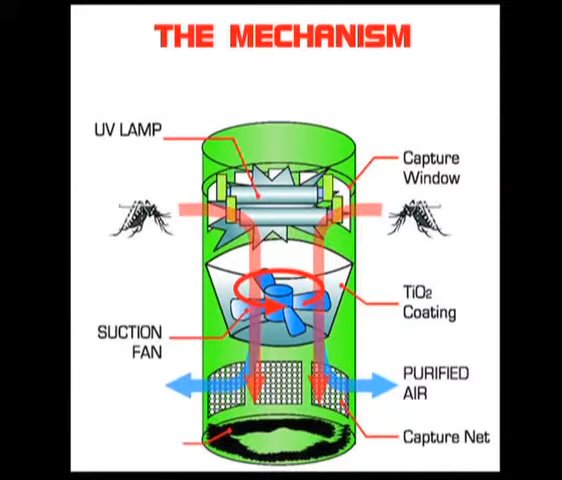 THE MECHANISM
UV LAMP
Capture
Window
TiO2
Coating
SUCTION
FAN
PURIFIED
AIR
Capture Net